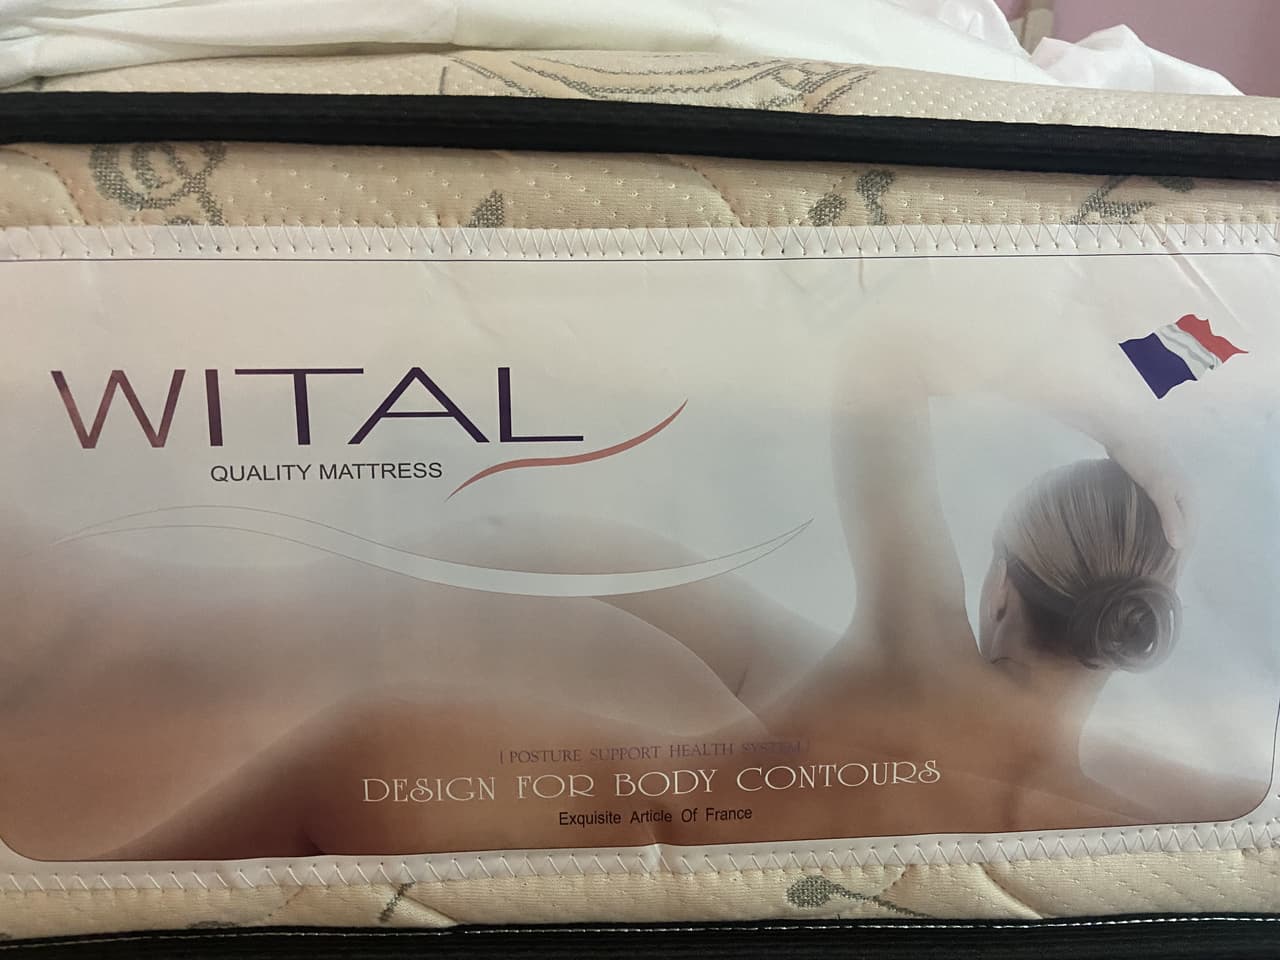 WITAL
QUALITY MATTRESS
[ POSTURE SUPPORT HEALTH SYSTEM ]
DESIGN FOR BODY CONTOURS
Exquisite Article Of France